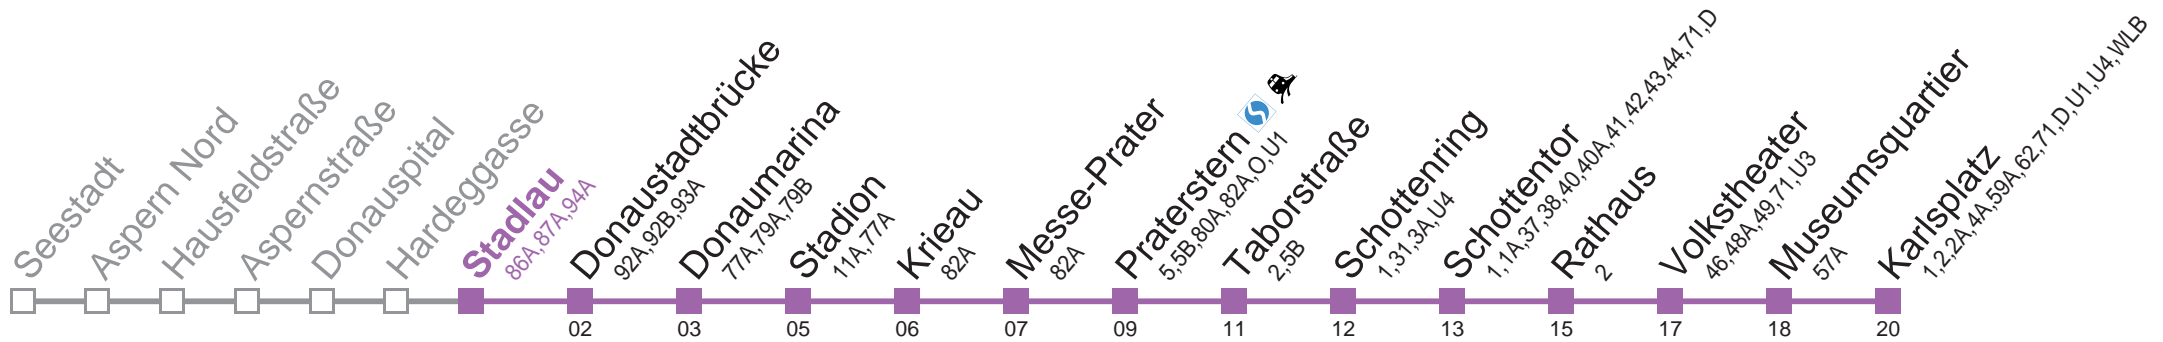 Seestadt
Aspern Nord
Hausfeldstraße
Aspernstraße
Donauspital
Hardeggasse
Stadlau
86A,87A,94A
Donaustadtbrücke
92A,92B,93A
02
Donaumarina
77A,79A,79B
03
Stadion
11A,77A
05
Krieau
82A
06
Messe-Prater
82A
07
Praterstern
5,5B,80A,82A,O,U1
09
Taborstraße
2,5B
11
Schottenring
1,31,3A,U4
12
Schottentor
1,1A,37,38,40,40A,41,42,43,44,71,D
13
Rathaus
2
15
Volkstheater
46,48A,49,71,U3
17
Museumsquartier
57A
18
Karlsplatz
1,2,2A,4A,59A,62,71,D,U1,U4,WLB
20